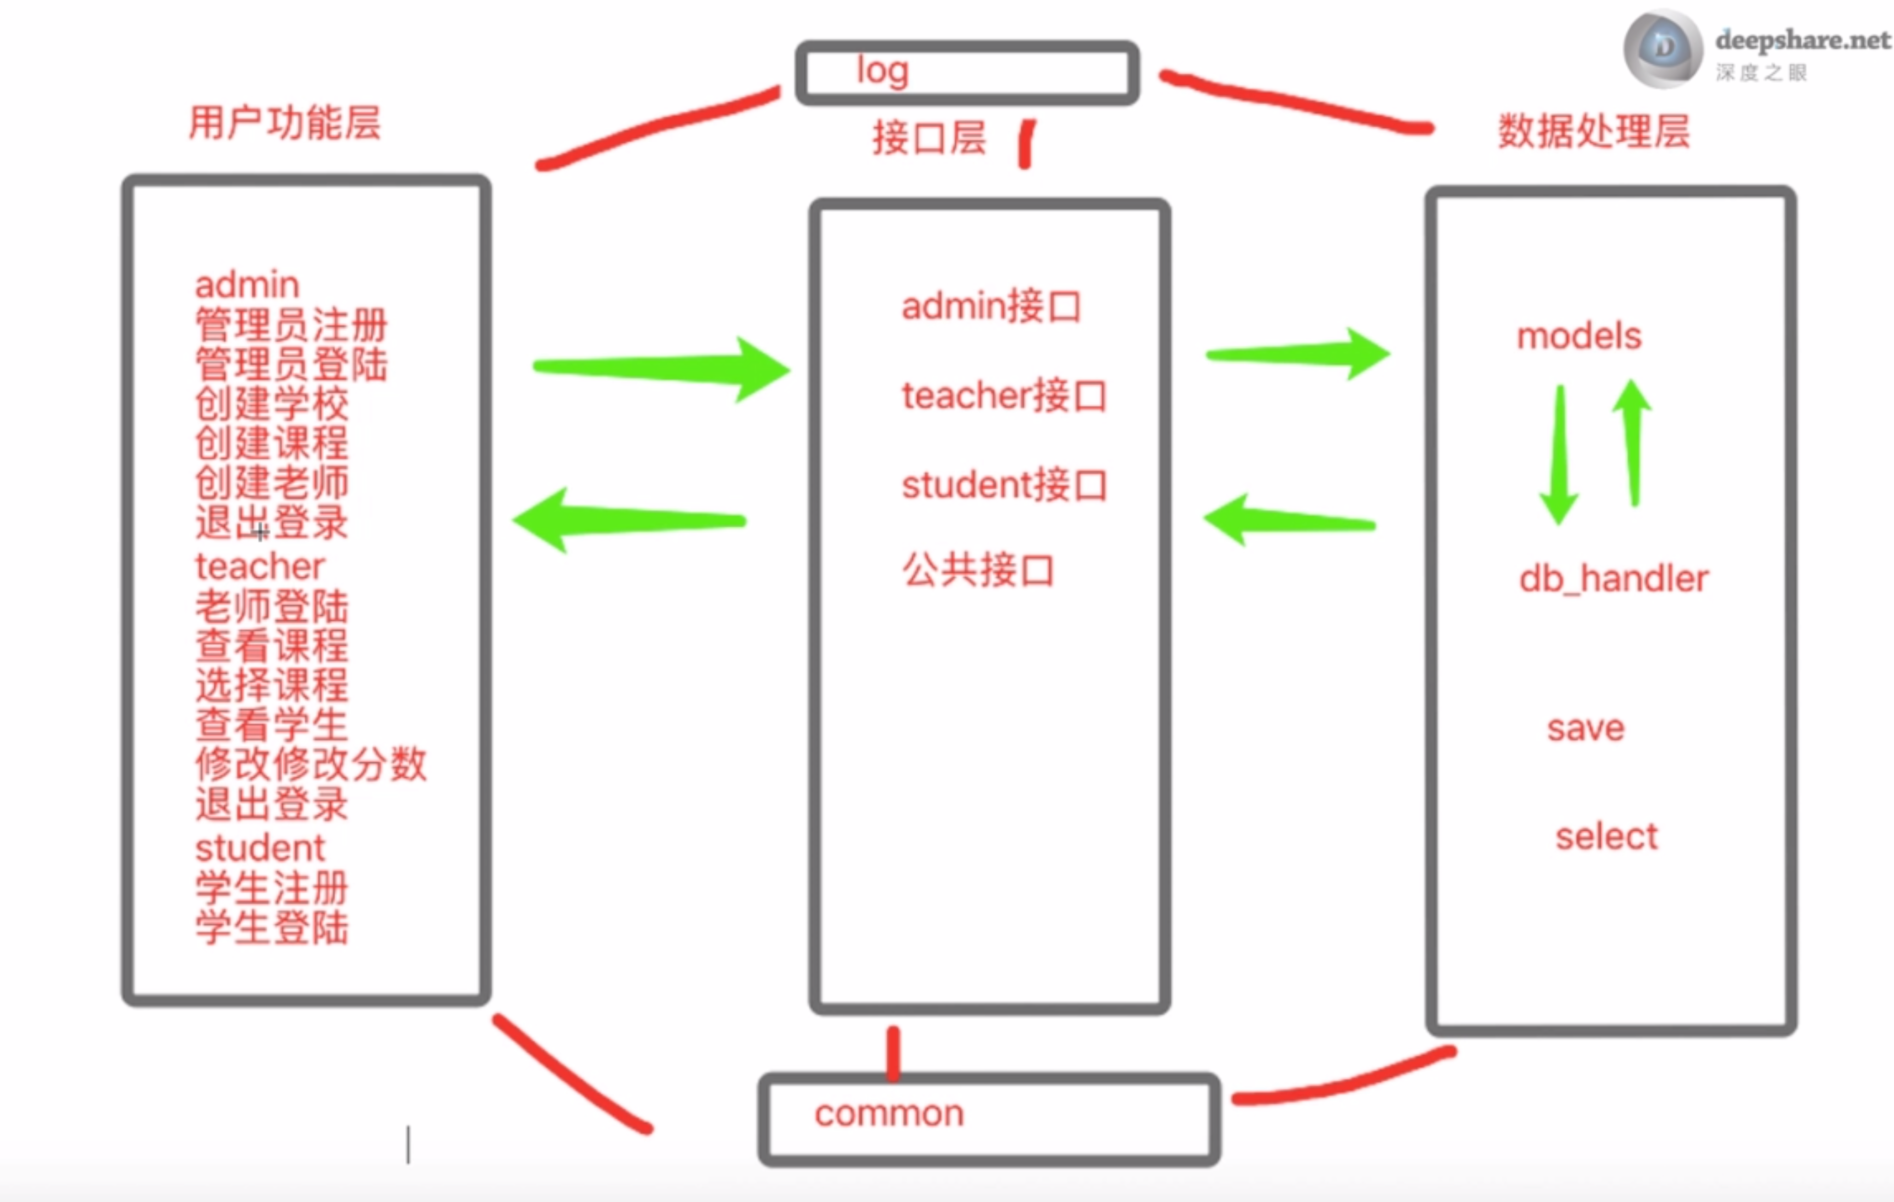 deepshare.net
深度之眼
log
用户功能层
接口层
数据处理层
admin
管理员注册
管理员登陆
创建学校
创建课程
创建老师
退出登录
teacher
老师登陆
查看课程
选择课程
查看学生
修改修改分数
退出登录
student
学生注册
学生登陆
admin接口
teacher接口
student接口
公共接口
models
db_handler
save
select
common